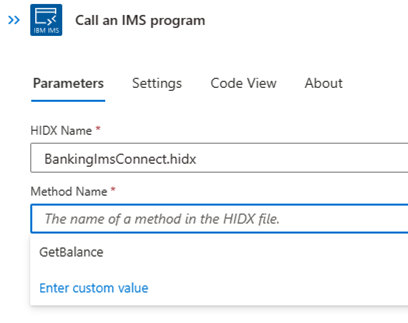 IBM IMS
Call an IMS program
Parameters Settings Code View About
HIDX Name *
BankingImsConnect.hidx
Method Name *
The name of a method in the HIDX file.
GetBalance
Enter custom value